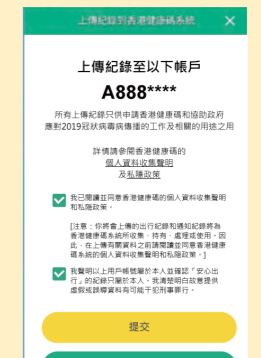 上傳紀錄到香港健康碼系統
上傳紀錄至以下帳戶
A888****
所有上傳紀錄只供申請香港健康碼和協助政府
應對2019冠狀病毒病傳播的工作及相關的用途之用
詳情請參閱香港健康碼的
個人資料收集聲明
及私隱政策
我已閱讀並同意香港健康碼的個人資料收集聲明
和私隱政策。
[注意：你將會上傳的出行紀錄和通知紀錄將為
香港健康碼系統所收集、持有、處理或使用。因
此，在上傳有關資料之前請閱讀並同意香港健康
碼系統的個人資料收集聲明和私隱政策。]
我聲明以上用戶帳號屬於本人並確認「安心出
行」的紀錄只屬於本人。我清楚明白故意提供
虛假或誤導資料有可能干犯刑事罪行。
提交